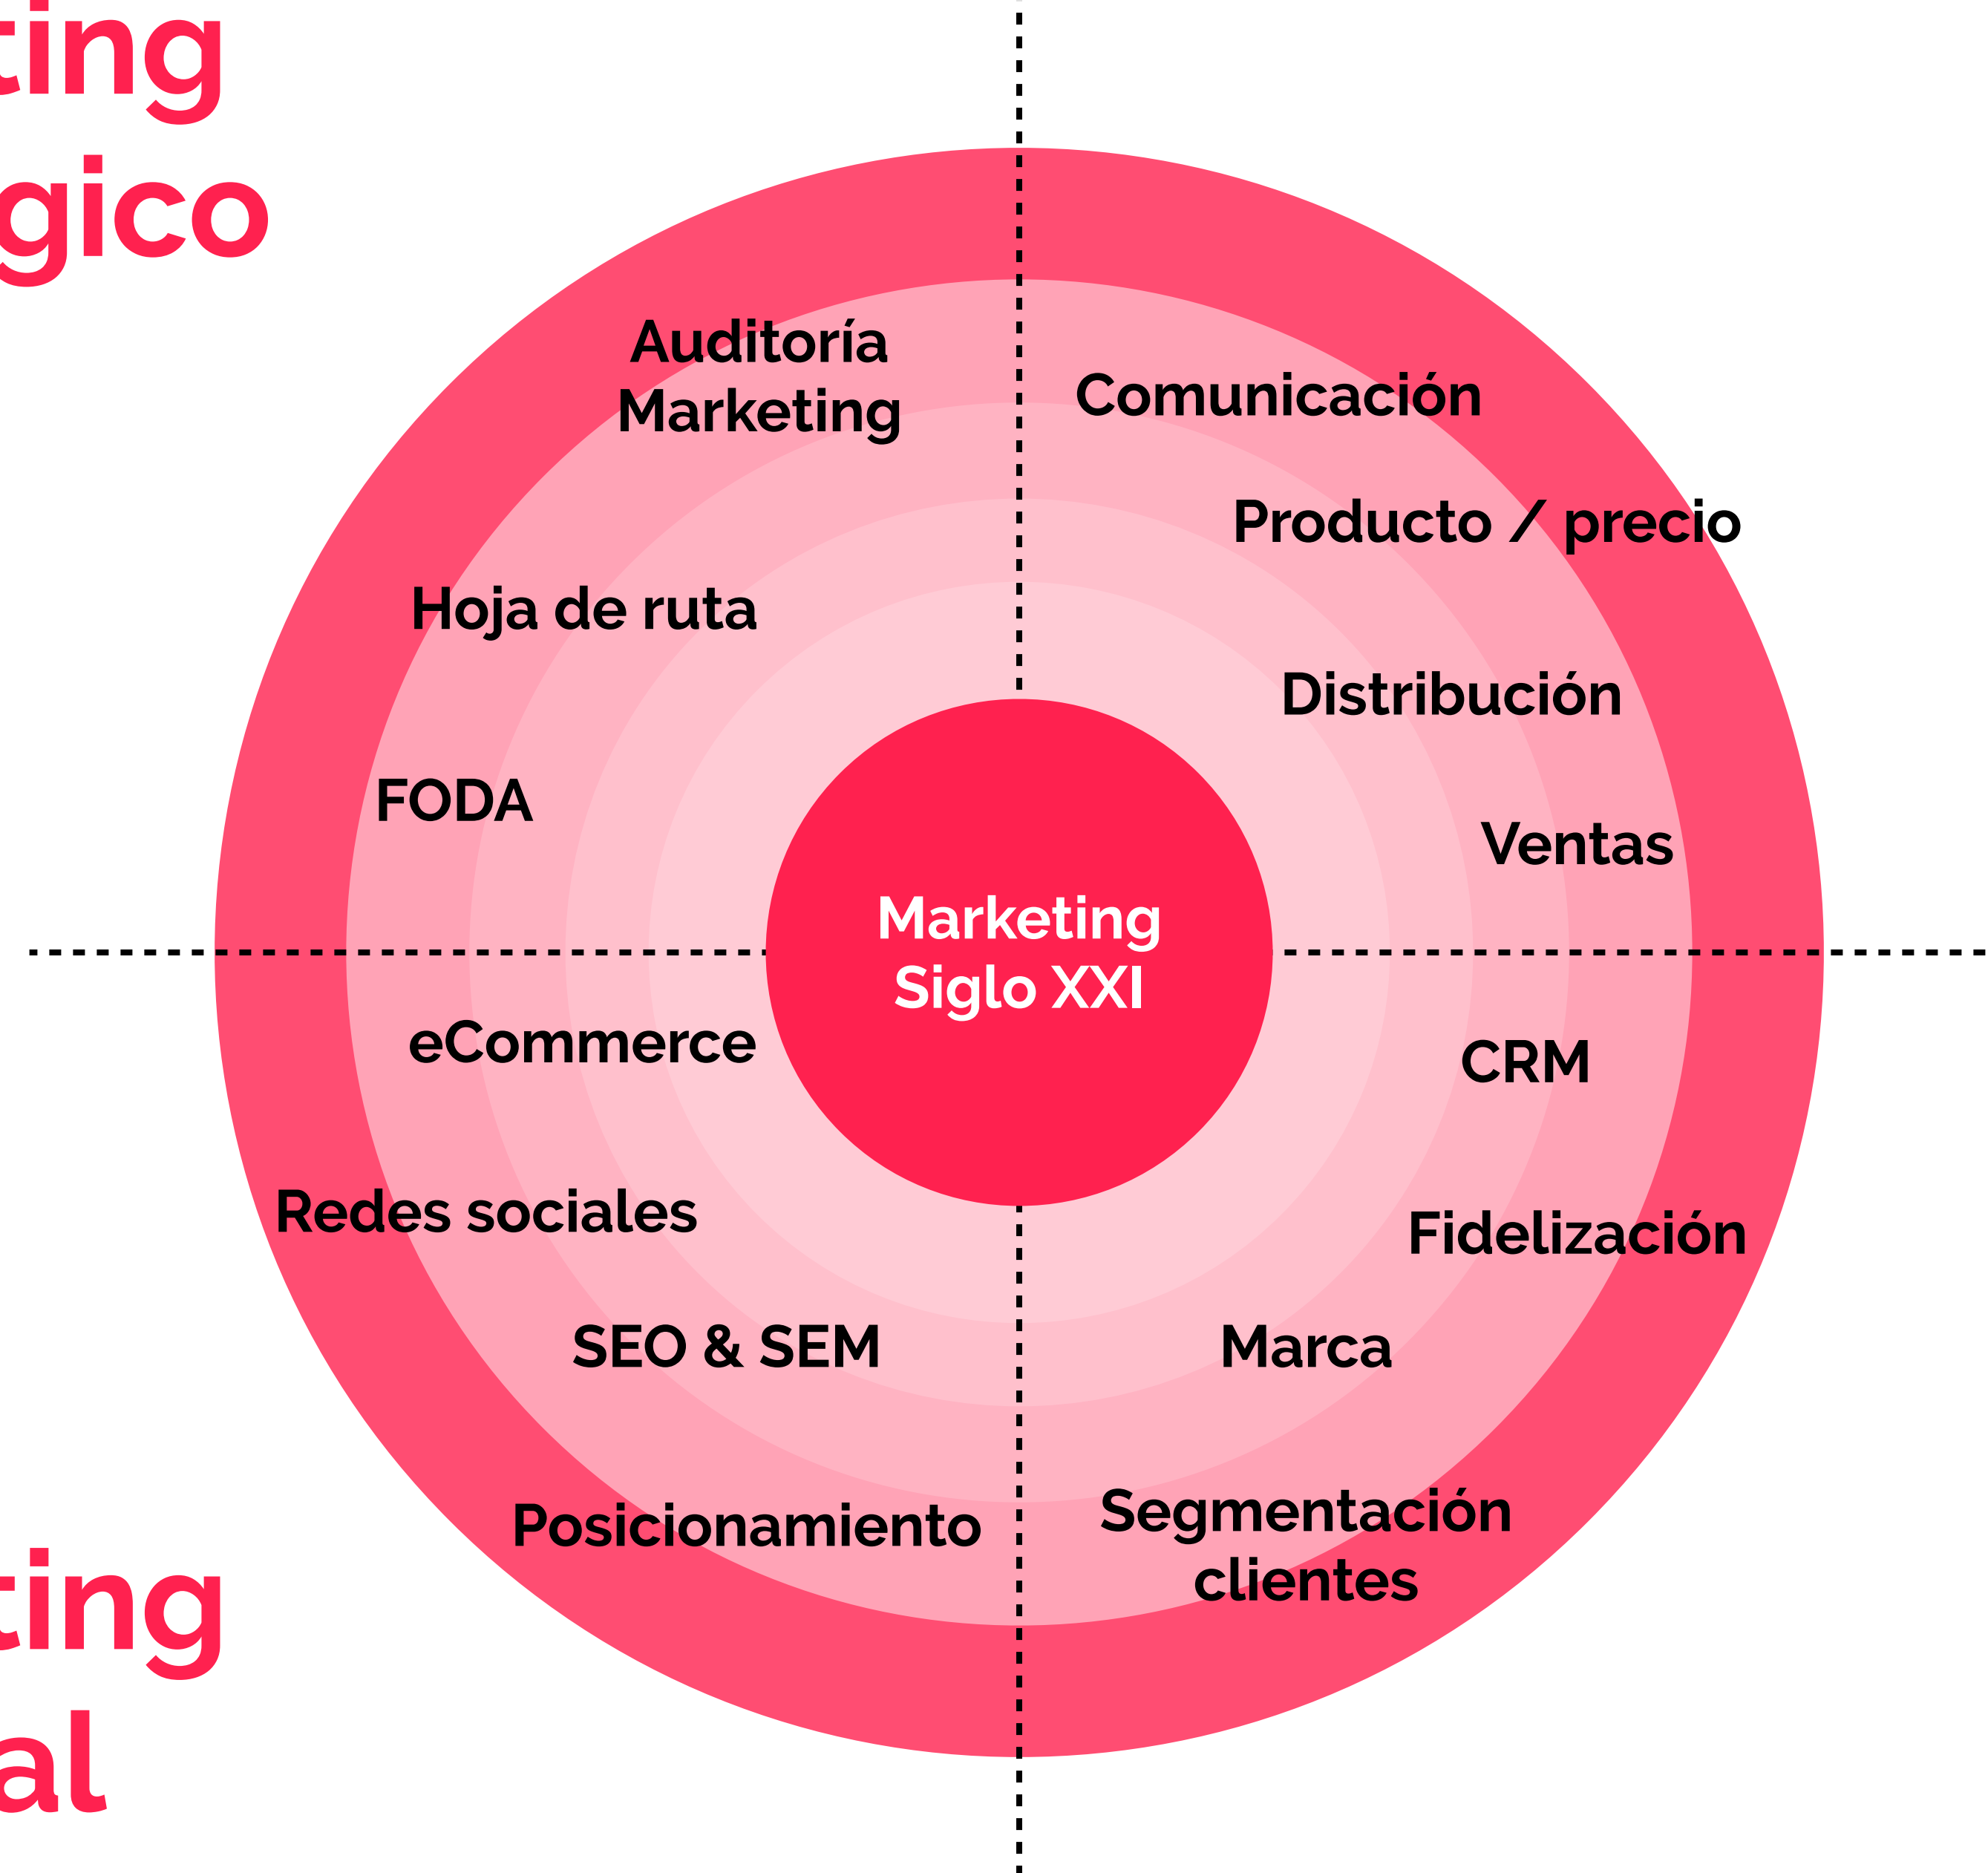 ting
gico
Auditoría
Marketing
Comunicación
Producto / precio
Hoja de ruta
Distribución
FODA
Ventas
Marketing
Siglo XXI
eCommerce
CRM
Redes sociales
Fidelización
SEO & SEM
Marca
Posicionamiento
Segmentación
clientes
ting
al